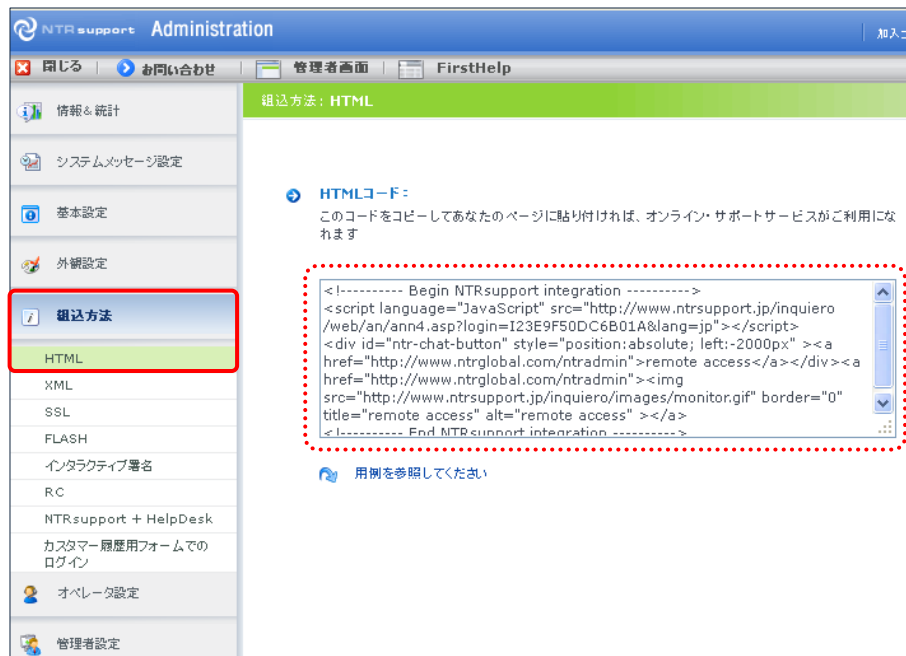 NTRsupport Administration
加入
閉じる | お問い合わせ | 管理者画面 | FirstHelp
情報&統計
システムメッセージ設定
基本設定
外観設定
組込方法
HTML
XML
SSL
FLASH
インタラクティブ署名
RC
NTRsupport + HelpDesk
カスタマー履歴用フォームでの
ログイン
オペレータ設定
管理者設定
組込方法: HTML
HTMLコード:
このコードをコピーしてあなたのページに貼り付ければ、オンライン・サポートサービスがご利用にな
れます
<!---------- Begin NTRsupport integration ---------->
<script language="JavaScript" src="http://www.ntrsupport.jp/inquiero
/web/an/ann4.asp?login=I23E9F50DC6B01A&lang=jp"></script>
<div id="ntr-chat-button" style="position:absolute; left:-2000px" ><a
href="http://www.ntrglobal.com/ntradmin">remote access</a></div><a
href="http://www.ntrglobal.com/ntradmin"><img
src="http://www.ntrsupport.jp/inquiero/images/monitor.gif" border="0"
title="remote access" alt="remote access" ></a>
<!---------- End NTRsupport integration ---------->
用例を参照してください